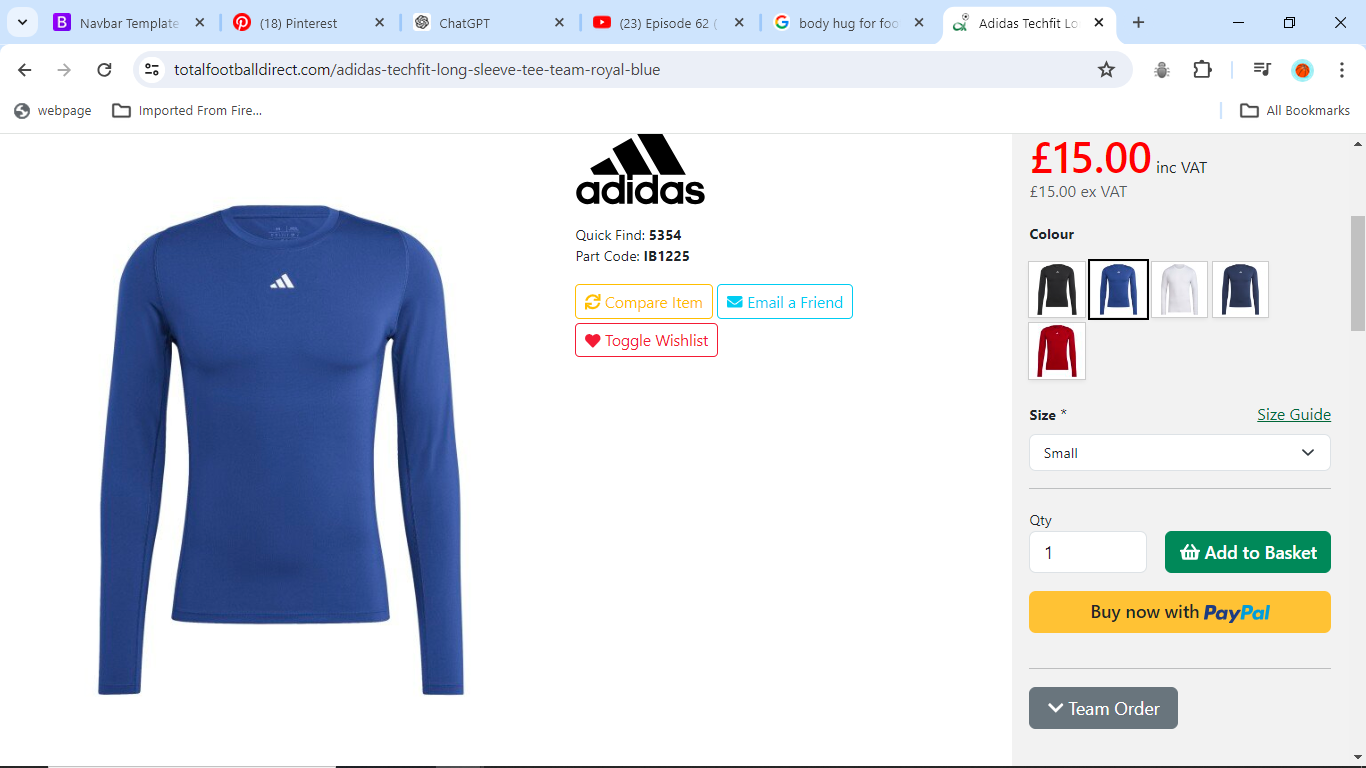 Navbar Template
(18) Pinterest
ChatGPT
(23) Episode 62 (
body hug for foo
Adidas Techfit Lo
totalfootballdirect.com/adidas-techfit-long-sleeve-tee-team-royal-blue
webpage
Imported From Fire...
All Bookmarks
adidas
Quick Find: 5354
Part Code: IB1225
Compare Item
Email a Friend
Toggle Wishlist
£15.00 inc VAT
£15.00 ex VAT
Colour
Size *
Size Guide
Small
Qty
1
Add to Basket
Buy now with PayPal
Team Order